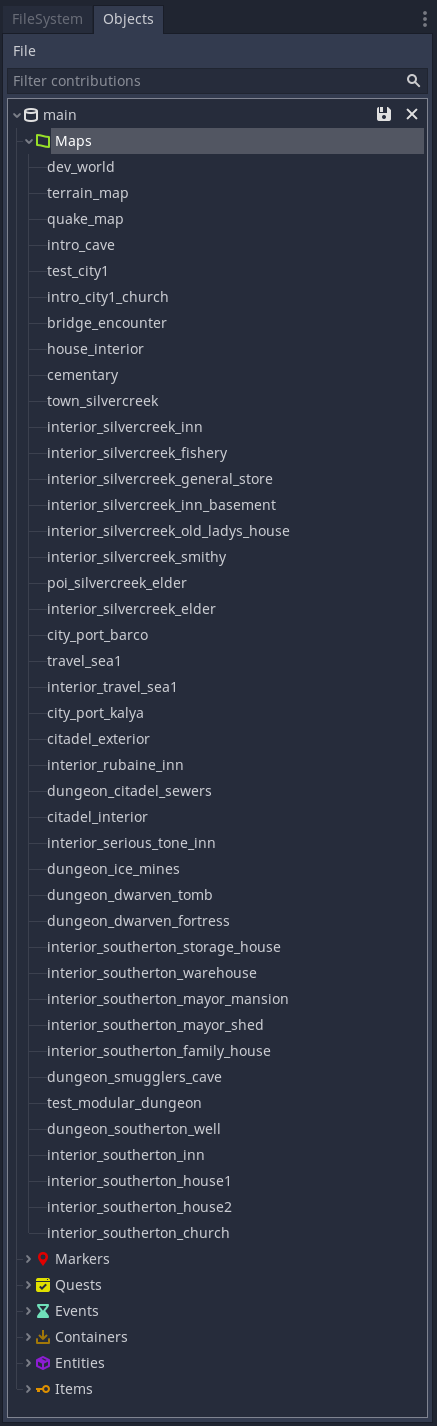 FileSystem Objects
File
Filter contributions
main
Maps
dev_world
terrain_map
quake_map
intro_cave
test_city1
intro_city1_church
bridge_encounter
house_interior
cementary
town_silvercreek
interior_silvercreek_inn
interior_silvercreek_fishery
interior_silvercreek_general_store
interior_silvercreek_inn_basement
interior_silvercreek_old_ladys_house
interior_silvercreek_smithy
poi_silvercreek_elder
interior_silvercreek_elder
city_port_barco
travel_sea1
interior_travel_sea1
city_port_kalya
citadel_exterior
interior_rubaine_inn
dungeon_citadel_sewers
citadel_interior
interior_serious_tone_inn
dungeon_ice_mines
dungeon_dwarven_tomb
dungeon_dwarven_fortress
interior_southerton_storage_house
interior_southerton_warehouse
interior_southerton_mayor_mansion
interior_southerton_mayor_shed
interior_southerton_family_house
dungeon_smugglers_cave
test_modular_dungeon
dungeon_southerton_well
interior_southerton_inn
interior_southerton_house1
interior_southerton_house2
interior_southerton_church
Markers
Quests
Events
Containers
Entities
Items